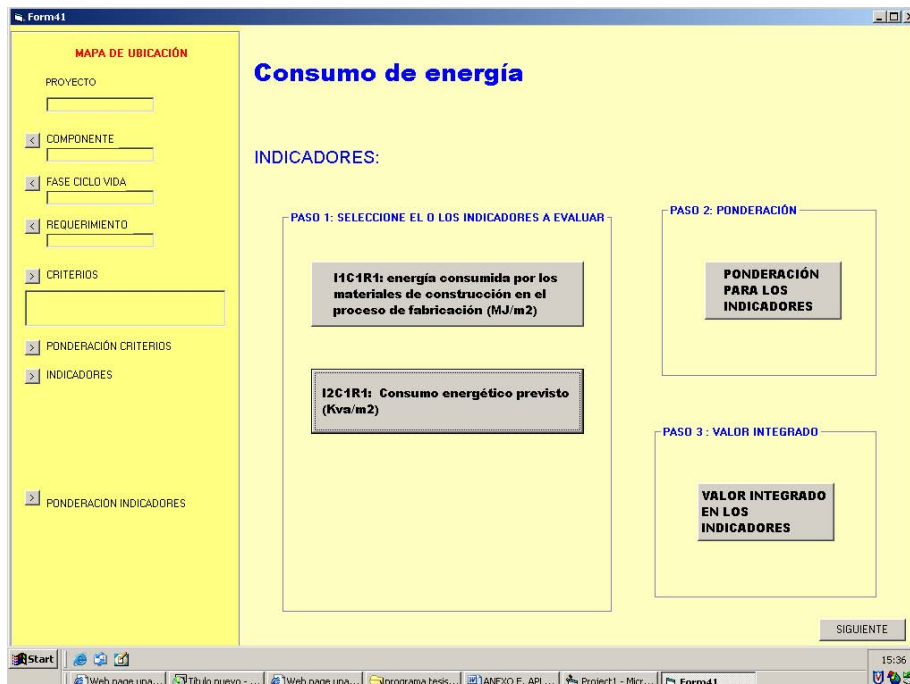 Form41
MAPA DE UBICACIÓN
PROYECTO
< COMPONENTE
< FASE CICLO VIDA
< REQUERIMIENTO
> CRITERIOS
> PONDERACIÓN CRITERIOS
> INDICADORES
> PONDERACIÓN INDICADORES
Consumo de energía
INDICADORES:
PASO 1: SELECCIONE EL O LOS INDICADORES A EVALUAR
I1C1R1: energía consumida por los
materiales de construcción en el
proceso de fabricación (MJ/m2)
I2C1R1: Consumo energético previsto
(Kva/m2)
PASO 2: PONDERACIÓN
PONDERACIÓN
PARA LOS
INDICADORES
PASO 3 : VALOR INTEGRADO
VALOR INTEGRADO
EN LOS
INDICADORES
SIGUIENTE
Start
15:36
Web page una...
Título nuevo - ...
Web page una...
programa tesis...
ANEXO E. API ...
Project1 - Micr...
Form41